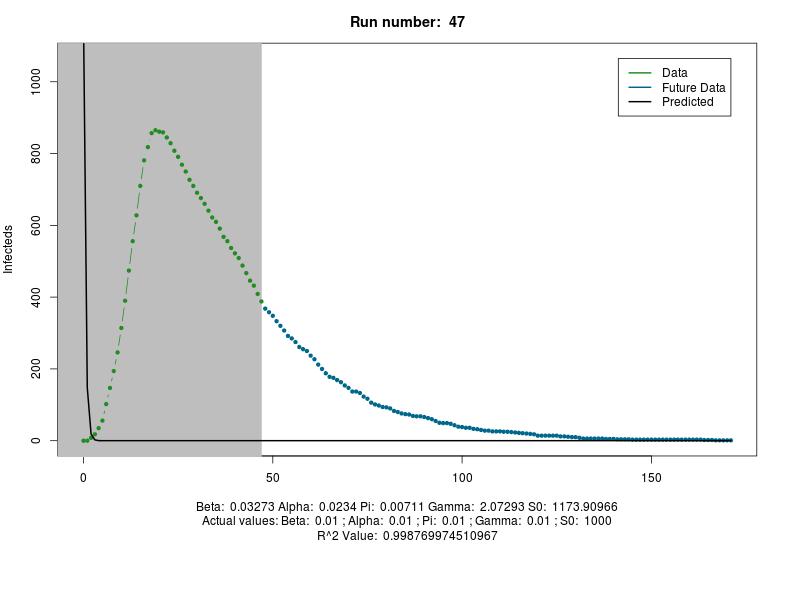 Run number: 47
Data
Future Data
Predicted
Infecteds
1000
800
600
400
200
0
0 50 100 150
Beta: 0.03273 Alpha: 0.0234 Pi: 0.00711 Gamma: 2.07293 S0: 1173.90966
Actual values: Beta: 0.01 ; Alpha: 0.01 ; Pi: 0.01 ; Gamma: 0.01 ; S0: 1000
R^2 Value: 0.998769974510967